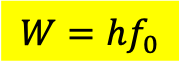 W = hf₀